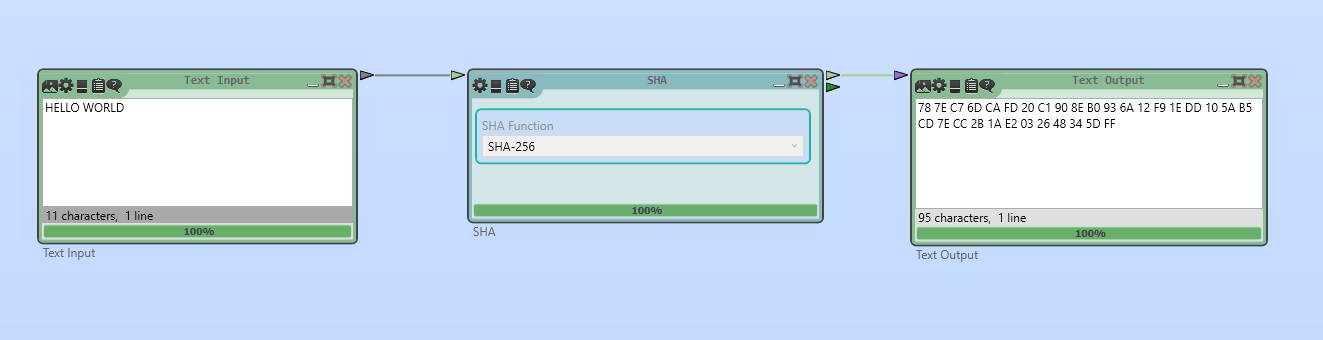 Text Input
HELLO WORLD
11 characters,  1 line
100%
Text Input
SHA
SHA Function
SHA-256
100%
SHA
Text Output
78 7E C7 6D CA FD 20 C1 90 8E B0 93 6A 12 F9 1E DD 10 5A B5
CD 7E CC 2B 1A E2 03 26 48 34 5D FF
95 characters,  1 line
100%
Text Output